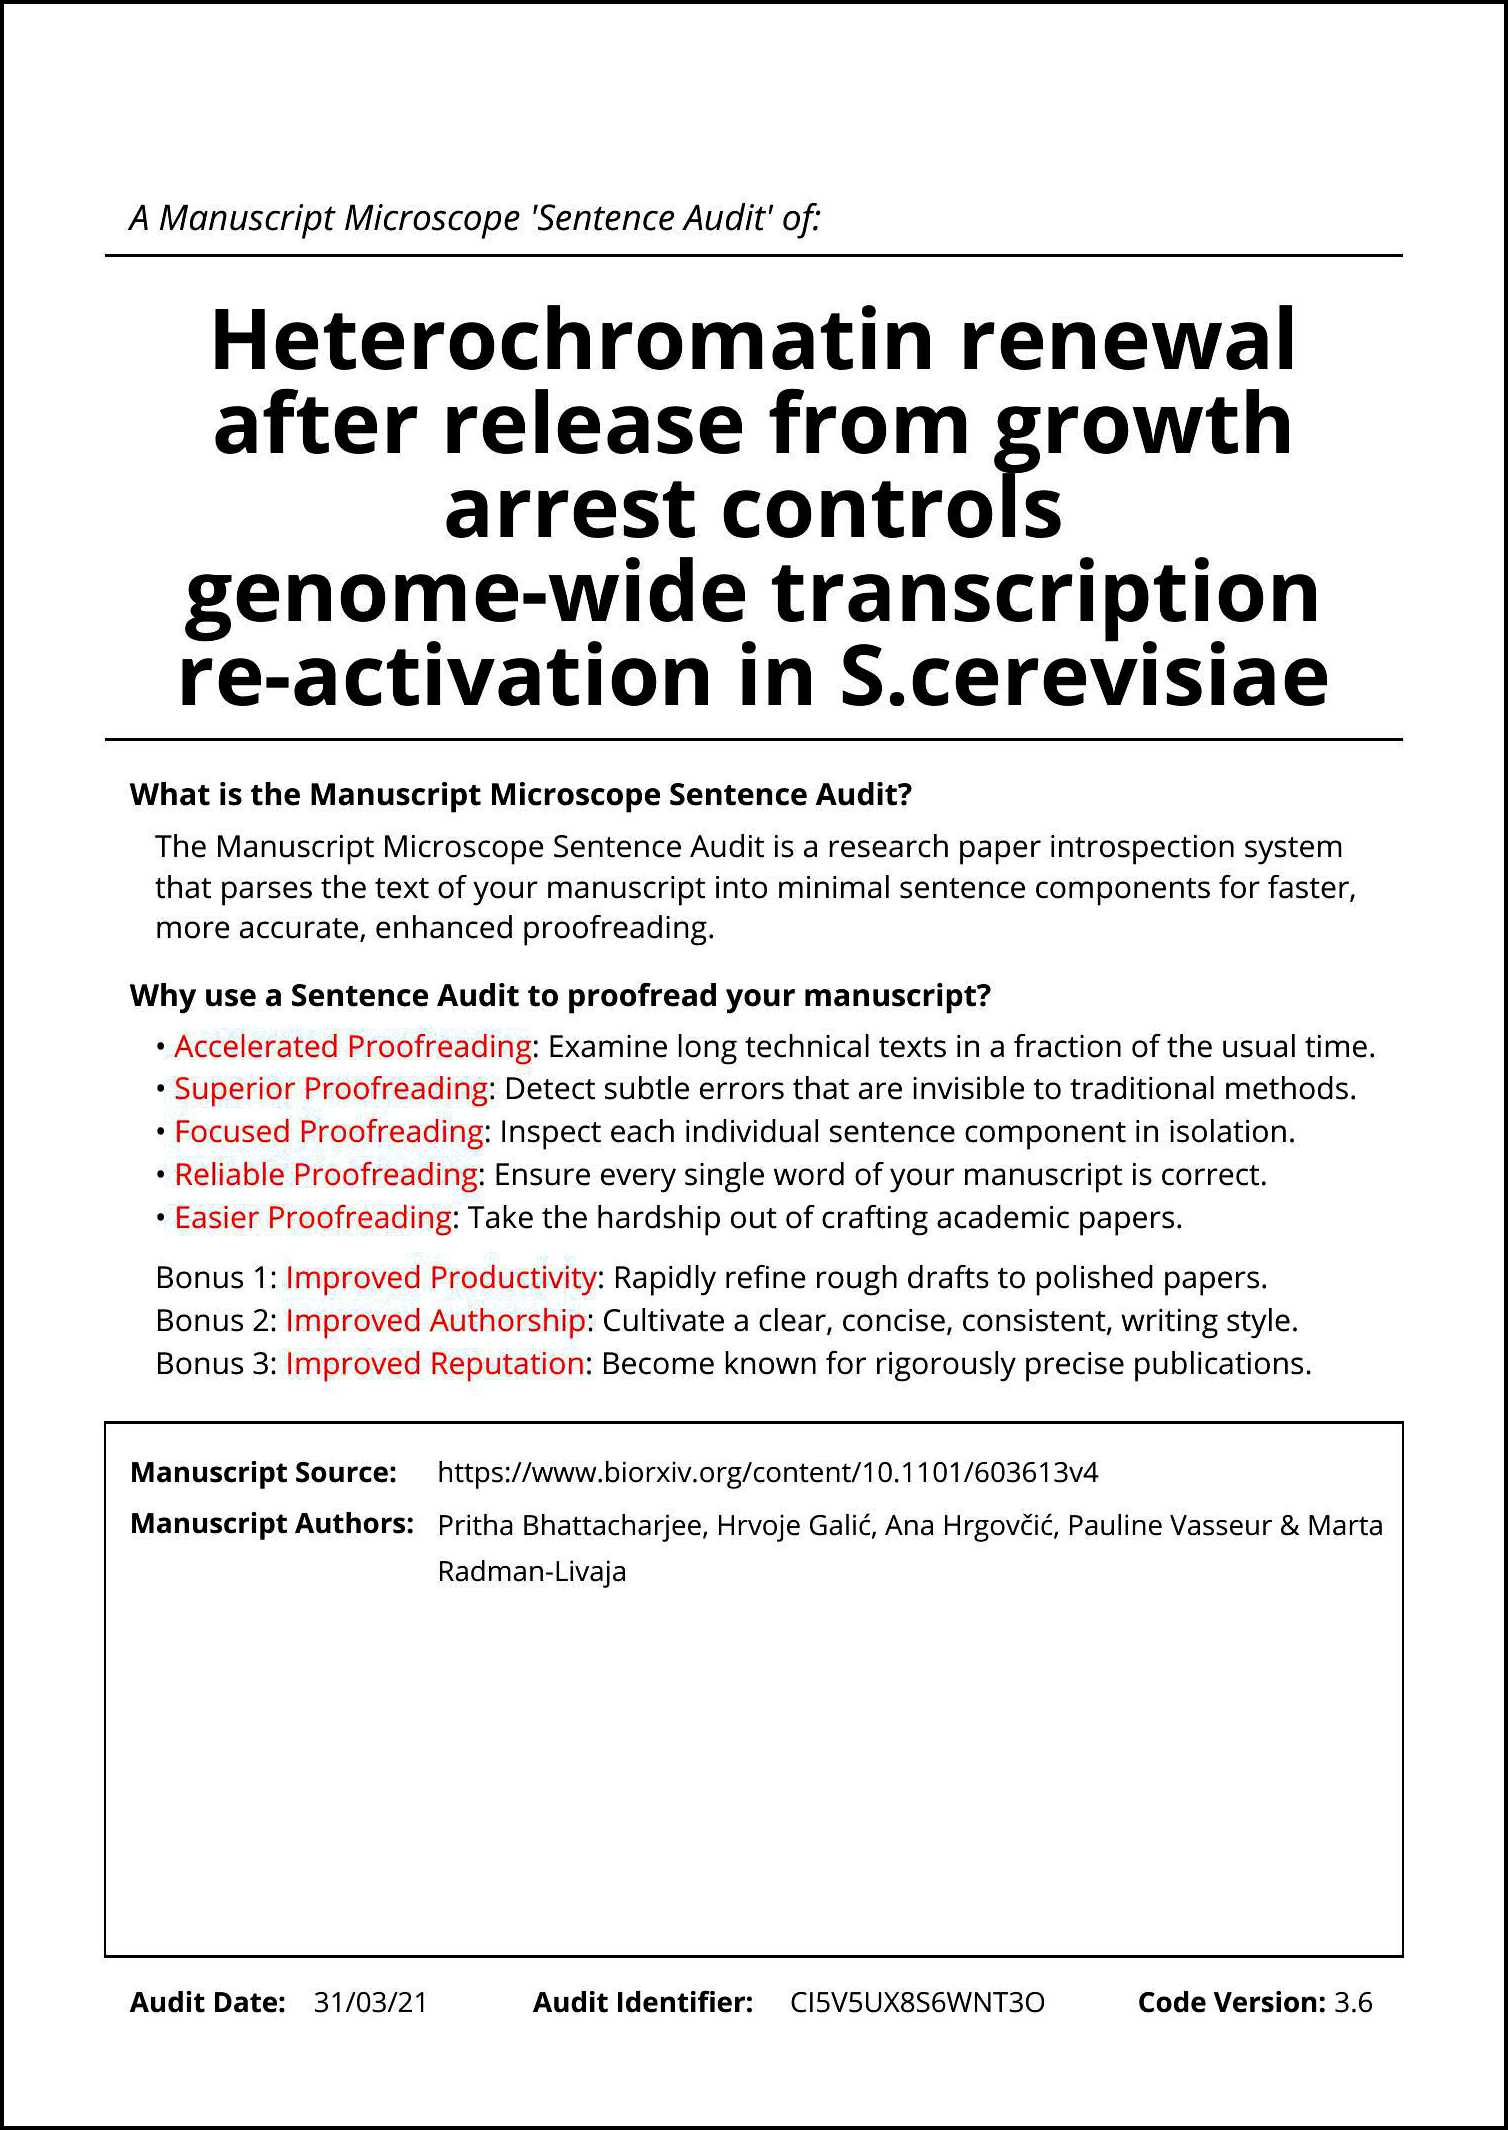 A Manuscript Microscope 'Sentence Audit' of:
Heterochromatin renewal
after release from growth
arrest controls
genome-wide transcription
re-activation in S.cerevisiae
What is the Manuscript Microscope Sentence Audit?
The Manuscript Microscope Sentence Audit is a research paper introspection system
that parses the text of your manuscript into minimal sentence components for faster,
more accurate, enhanced proofreading.
Why use a Sentence Audit to proofread your manuscript?
• Accelerated Proofreading: Examine long technical texts in a fraction of the usual time.
• Superior Proofreading: Detect subtle errors that are invisible to traditional methods.
• Focused Proofreading: Inspect each individual sentence component in isolation.
• Reliable Proofreading: Ensure every single word of your manuscript is correct.
• Easier Proofreading: Take the hardship out of crafting academic papers.
Bonus 1: Improved Productivity: Rapidly refine rough drafts to polished papers.
Bonus 2: Improved Authorship: Cultivate a clear, concise, consistent, writing style.
Bonus 3: Improved Reputation: Become known for rigorously precise publications.
Manuscript Source: https://www.biorxiv.org/content/10.1101/603613v4
Manuscript Authors: Pritha Bhattacharjee, Hrvoje Galić, Ana Hrgovčić, Pauline Vasseur & Marta
Radman-Livaja
Audit Date: 31/03/21 Audit Identifier: CI5V5UX8S6WNT3O Code Version: 3.6